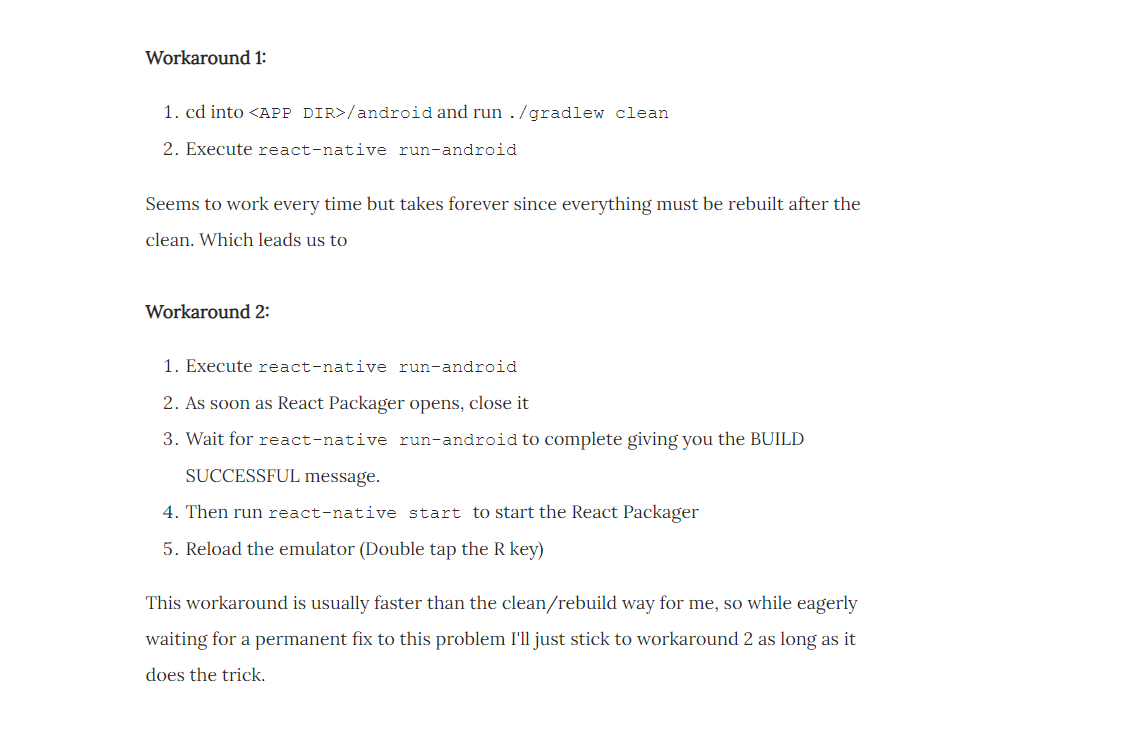 Workaround 1:
1. cd into <APP DIR>/android and run ./gradlew clean
2. Execute react-native run-android
Seems to work every time but takes forever since everything must be rebuilt after the
clean. Which leads us to
Workaround 2:
1. Execute react-native run-android
2. As soon as React Packager opens, close it
3. Wait for react-native run-android to complete giving you the BUILD
SUCCESSFUL message.
4. Then run react-native start to start the React Packager
5. Reload the emulator (Double tap the R key)
This workaround is usually faster than the clean/rebuild way for me, so while eagerly
waiting for a permanent fix to this problem I'll just stick to workaround 2 as long as it
does the trick.